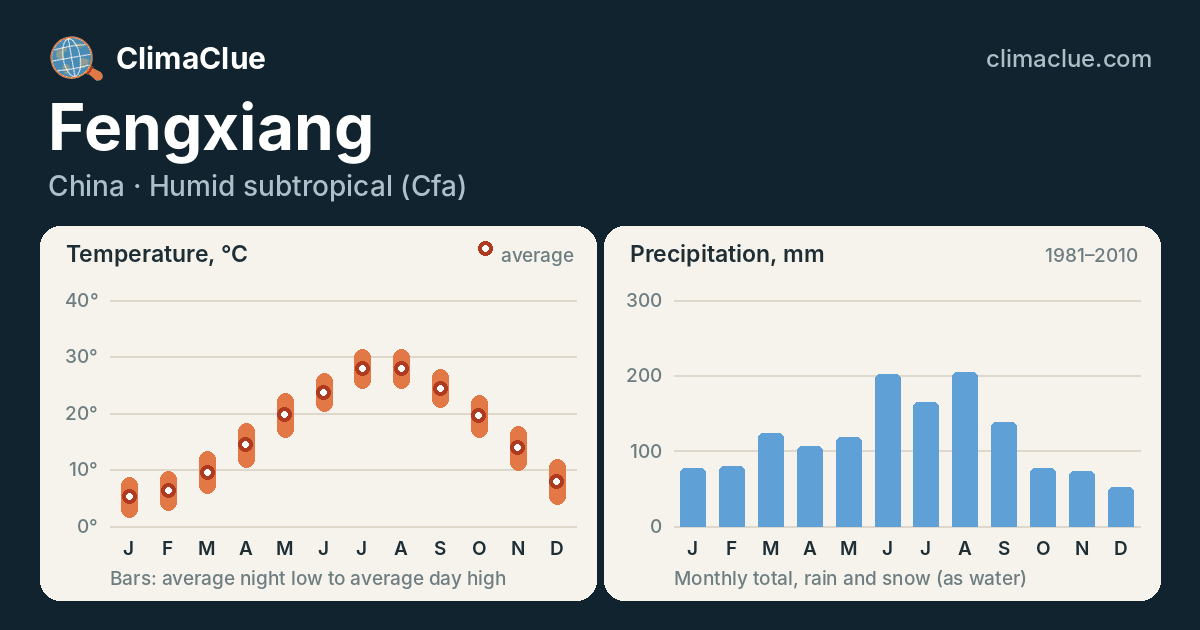 ClimaClue
climaclue.com
Fengxiang
China · Humid subtropical (Cfa)
Temperature, °C
average
40°
30°
20°
10°
0°
J F M A M J J A S O N D
Bars: average night low to average day high
Precipitation, mm
1981–2010
300
200
100
0
J F M A M J J A S O N D
Monthly total, rain and snow (as water)